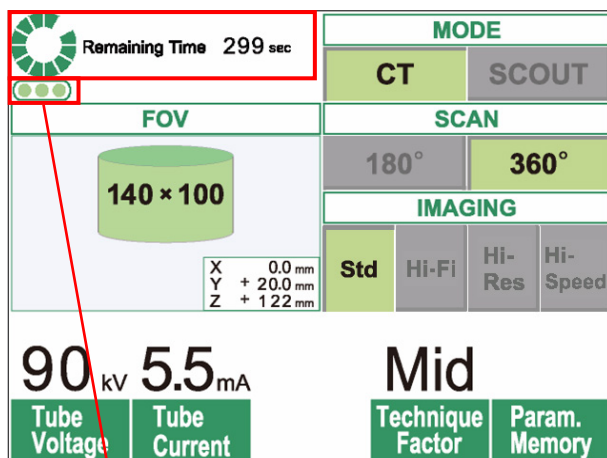 Remaining Time 299 sec
MODE
CT SCOUT
FOV
SCAN
140 × 100
180° 360°
IMAGING
X 0.0 mm
Y + 20.0 mm
Z + 122 mm
Std Hi-Fi Hi-
Res Hi-
Speed
90 kV 5.5 mA Mid
Tube
Voltage
Tube
Current
Technique
Factor
Param.
Memory